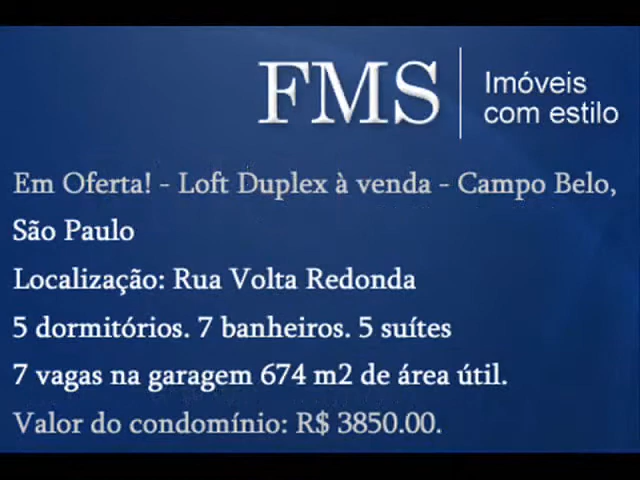 FMS
Imóveis
com estilo
Em Oferta! - Loft Duplex à venda - Campo Belo,
São Paulo
Localização: Rua Volta Redonda
5 dormitórios. 7 banheiros. 5 suítes
7 vagas na garagem 674 m2 de área útil.
Valor do condomínio: R$ 3850.00.